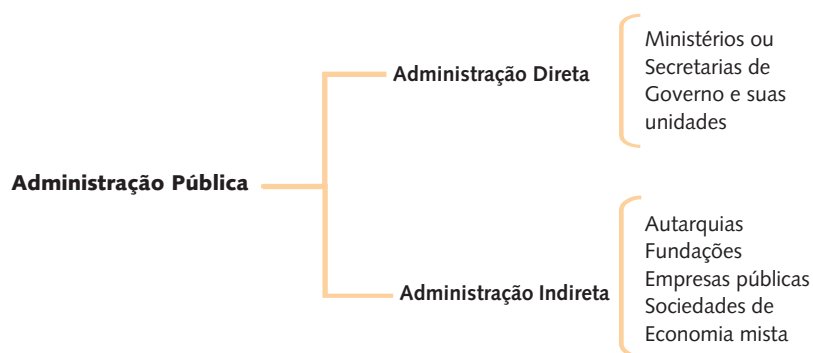 Administração Pública
Administração Direta
Ministérios ou
Secretarias de
Governo e suas
unidades
Administração Indireta
Autarquias
Fundações
Empresas públicas
Sociedades de
Economia mista